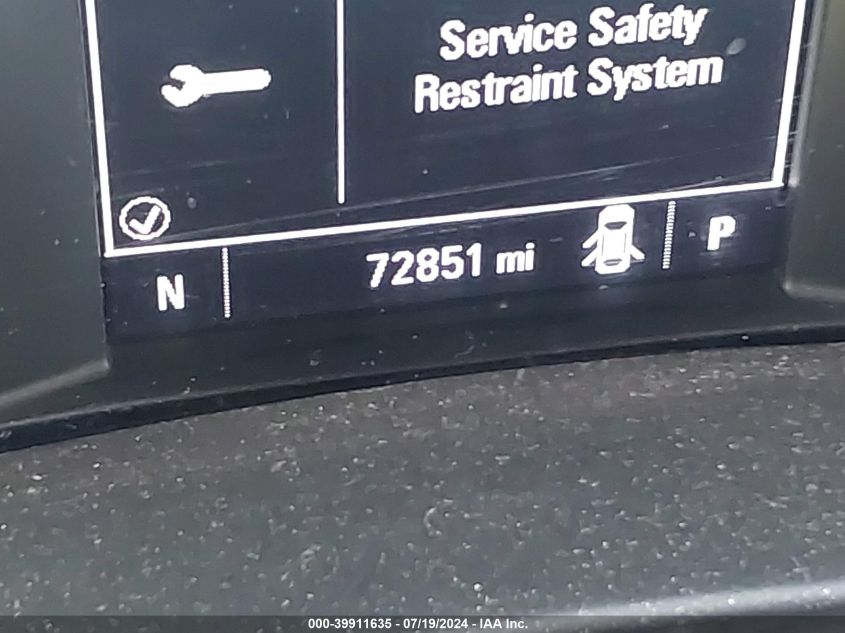 Service Safety
Restraint System
N 72851 mi P
000-39911635 - 07/19/2024 - IAA Inc.